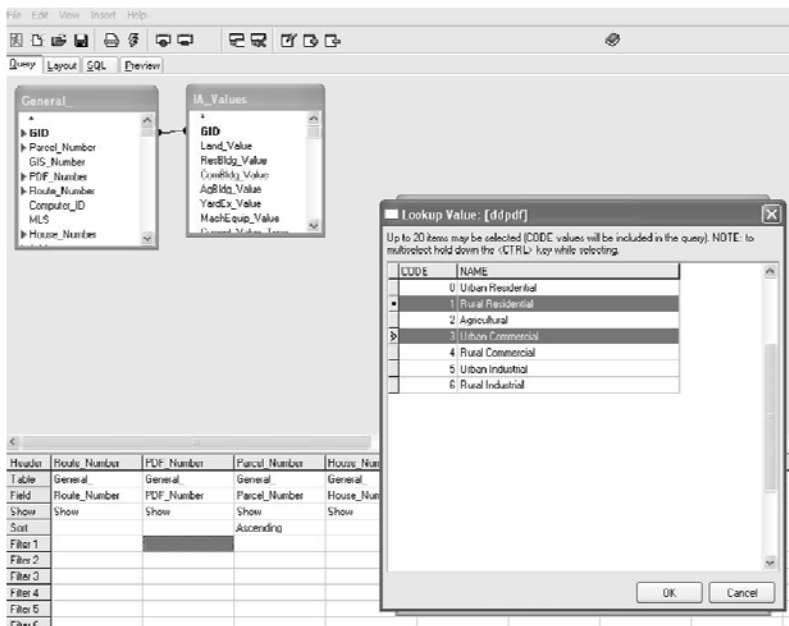 File Edit View Insert Help
Query Layout SQL Preview
General_
*
GID
Parcel_Number
GIS_Number
PDF_Number
Route_Number
Computer_ID
MLS
House_Number
IA_Values
*
GID
Land_Value
ResBldg_Value
ComBldg_Value
AgBldg_Value
YardEx_Value
MachEquip_Value
Lookup Value: [ddpdf]
Up to 20 items may be selected (CODE values will be included in the query). NOTE: to
multiselect hold down the <CTRL> key while selecting.
CODE NAME
0 Urban Residential
1 Rural Residential
2 Agricultural
3 Urban Commercial
4 Rural Commercial
5 Urban Industrial
6 Rural Industrial
OK Cancel
Header Route_Number PDF_Number Parcel_Number House_Num
Table General_ General_ General_ General_
Field Route_Number PDF_Number Parcel_Number House_Num
Show Show Show Show Show
Sort Ascending
Filter 1
Filter 2
Filter 3
Filter 4
Filter 5
Filter 6